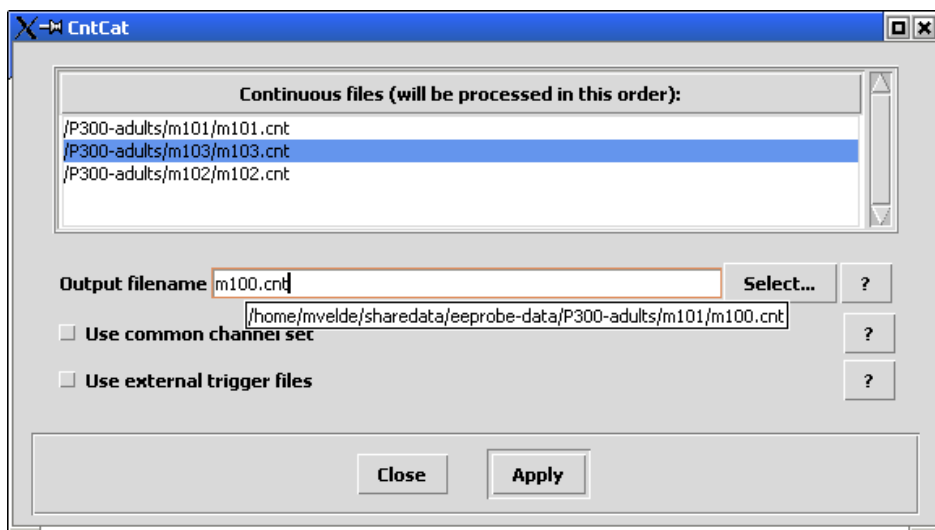 CntCat
Continuous files (will be processed in this order):
/P300-adults/m101/m101.cnt
/P300-adults/m103/m103.cnt
/P300-adults/m102/m102.cnt
Output filename m100.cnt Select... ?
/home/mvelde/sharedata/eeprobe-data/P300-adults/m101/m100.cnt
Use common channel set ?
Use external trigger files ?
Close Apply